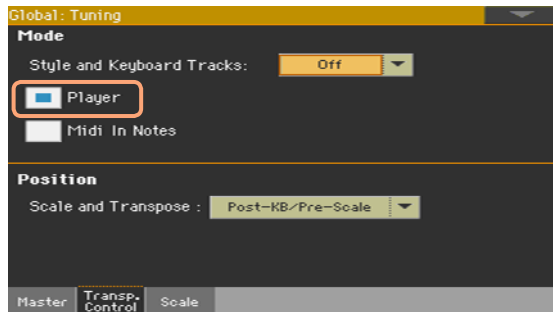 Global: Tuning
Mode
Style and Keyboard Tracks: Off
Player
Midi In Notes
Position
Scale and Transpose : Post-KB/Pre-Scale
Master Transp. Control Scale